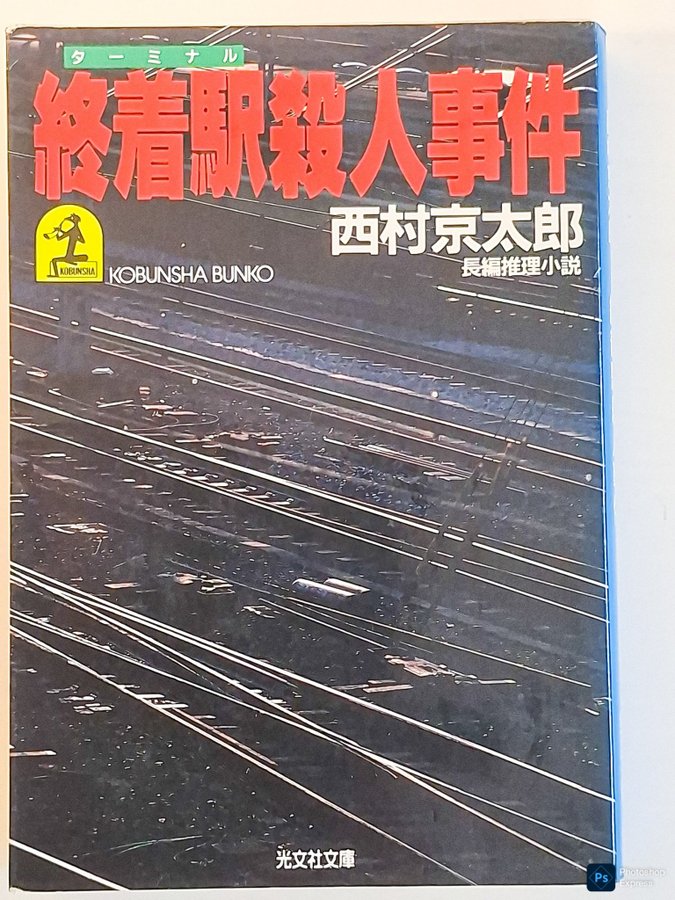 ターミナル
終着駅殺人事件
西村京太郎
長編推理小説
KOBUNSHA
KOBUNSHA BUNKO
光文社文庫
Ps
Photoshop
Express